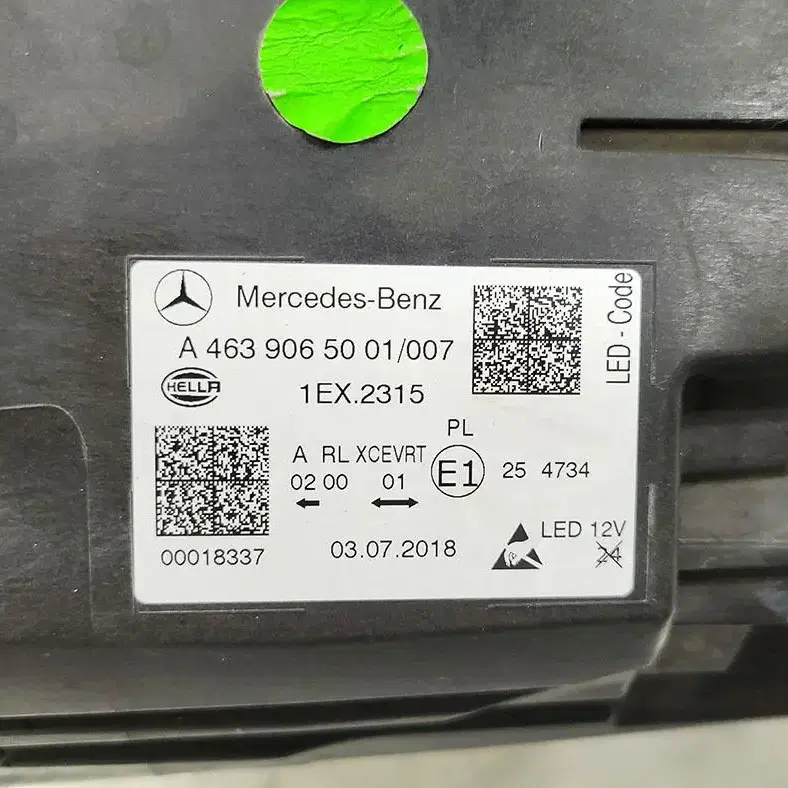 Mercedes-Benz
A 463 906 50 01/007
HELLA
1EX.2315
LED - Code
PL
A RL XCEVRT E1 25 4734
02 00 01
LED 12V
24
00018337
03.07.2018